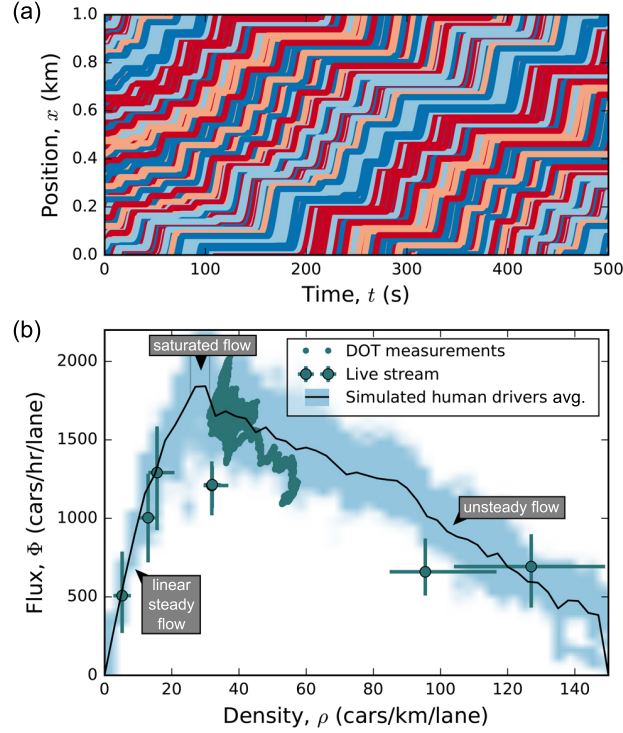 (a)
1.0
0.8
0.6
0.4
0.2
0.0
Position, x (km)
0
100
200
300
400
500
Time, t (s)
(b)
2000
1500
1000
500
0
Flux, Φ (cars/hr/lane)
saturated flow
DOT measurements
Live stream
Simulated human drivers avg.
unsteady flow
linear
steady
flow
0
20
40
60
80
100
120
140
Density, ρ (cars/km/lane)